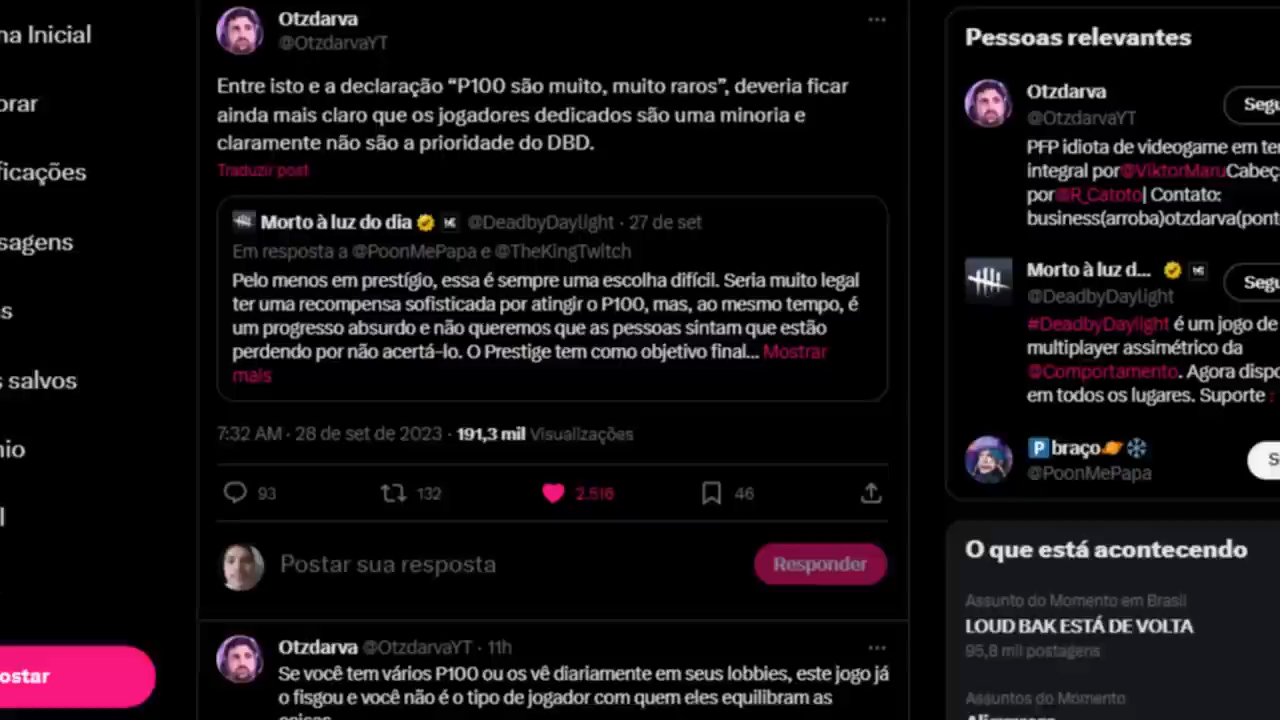 na Inicial
orar
ficações
sagens
s
s salvos
nio
l
ostar
Otzdarva
@OtzdarvaYT
Entre isto e a declaração “P100 são muito, muito raros”, deveria ficar
ainda mais claro que os jogadores dedicados são uma minoria e
claramente não são a prioridade do DBD.
Traduzir post
Morto à luz do dia @DeadbyDaylight · 27 de set
Em resposta a @PoonMePapa e @TheKingTwitch
Pelo menos em prestígio, essa é sempre uma escolha difícil. Seria muito legal
ter uma recompensa sofisticada por atingir o P100, mas, ao mesmo tempo, é
um progresso absurdo e não queremos que as pessoas sintam que estão
perdendo por não acertá-lo. O Prestige tem como objetivo final... Mostrar
mais
7:32 AM · 28 de set de 2023 · 191,3 mil Visualizações
93 132 2.516 46
Postar sua resposta
Responder
Otzdarva @OtzdarvaYT · 11h
Se você tem vários P100 ou os vê diariamente em seus lobbies, este jogo já
o fisgou e você não é o tipo de jogador com quem eles equilibram as
Pessoas relevantes
Otzdarva
@OtzdarvaYT
Segu
PFP idiota de videogame em ter
integral por@ViktorMaruCabeç
por@R_Catoto| Contato:
business(arroba)otzdarva(pont
Morto à luz d...
@DeadbyDaylight
Segu
#DeadbyDaylight é um jogo de
multiplayer assimétrico da
@Comportamento. Agora dispo
em todos os lugares. Suporte :
P braço
@PoonMePapa
S
O que está acontecendo
Assunto do Momento em Brasil
LOUD BAK ESTÁ DE VOLTA
95,8 mil postagens
Assuntos do Momento